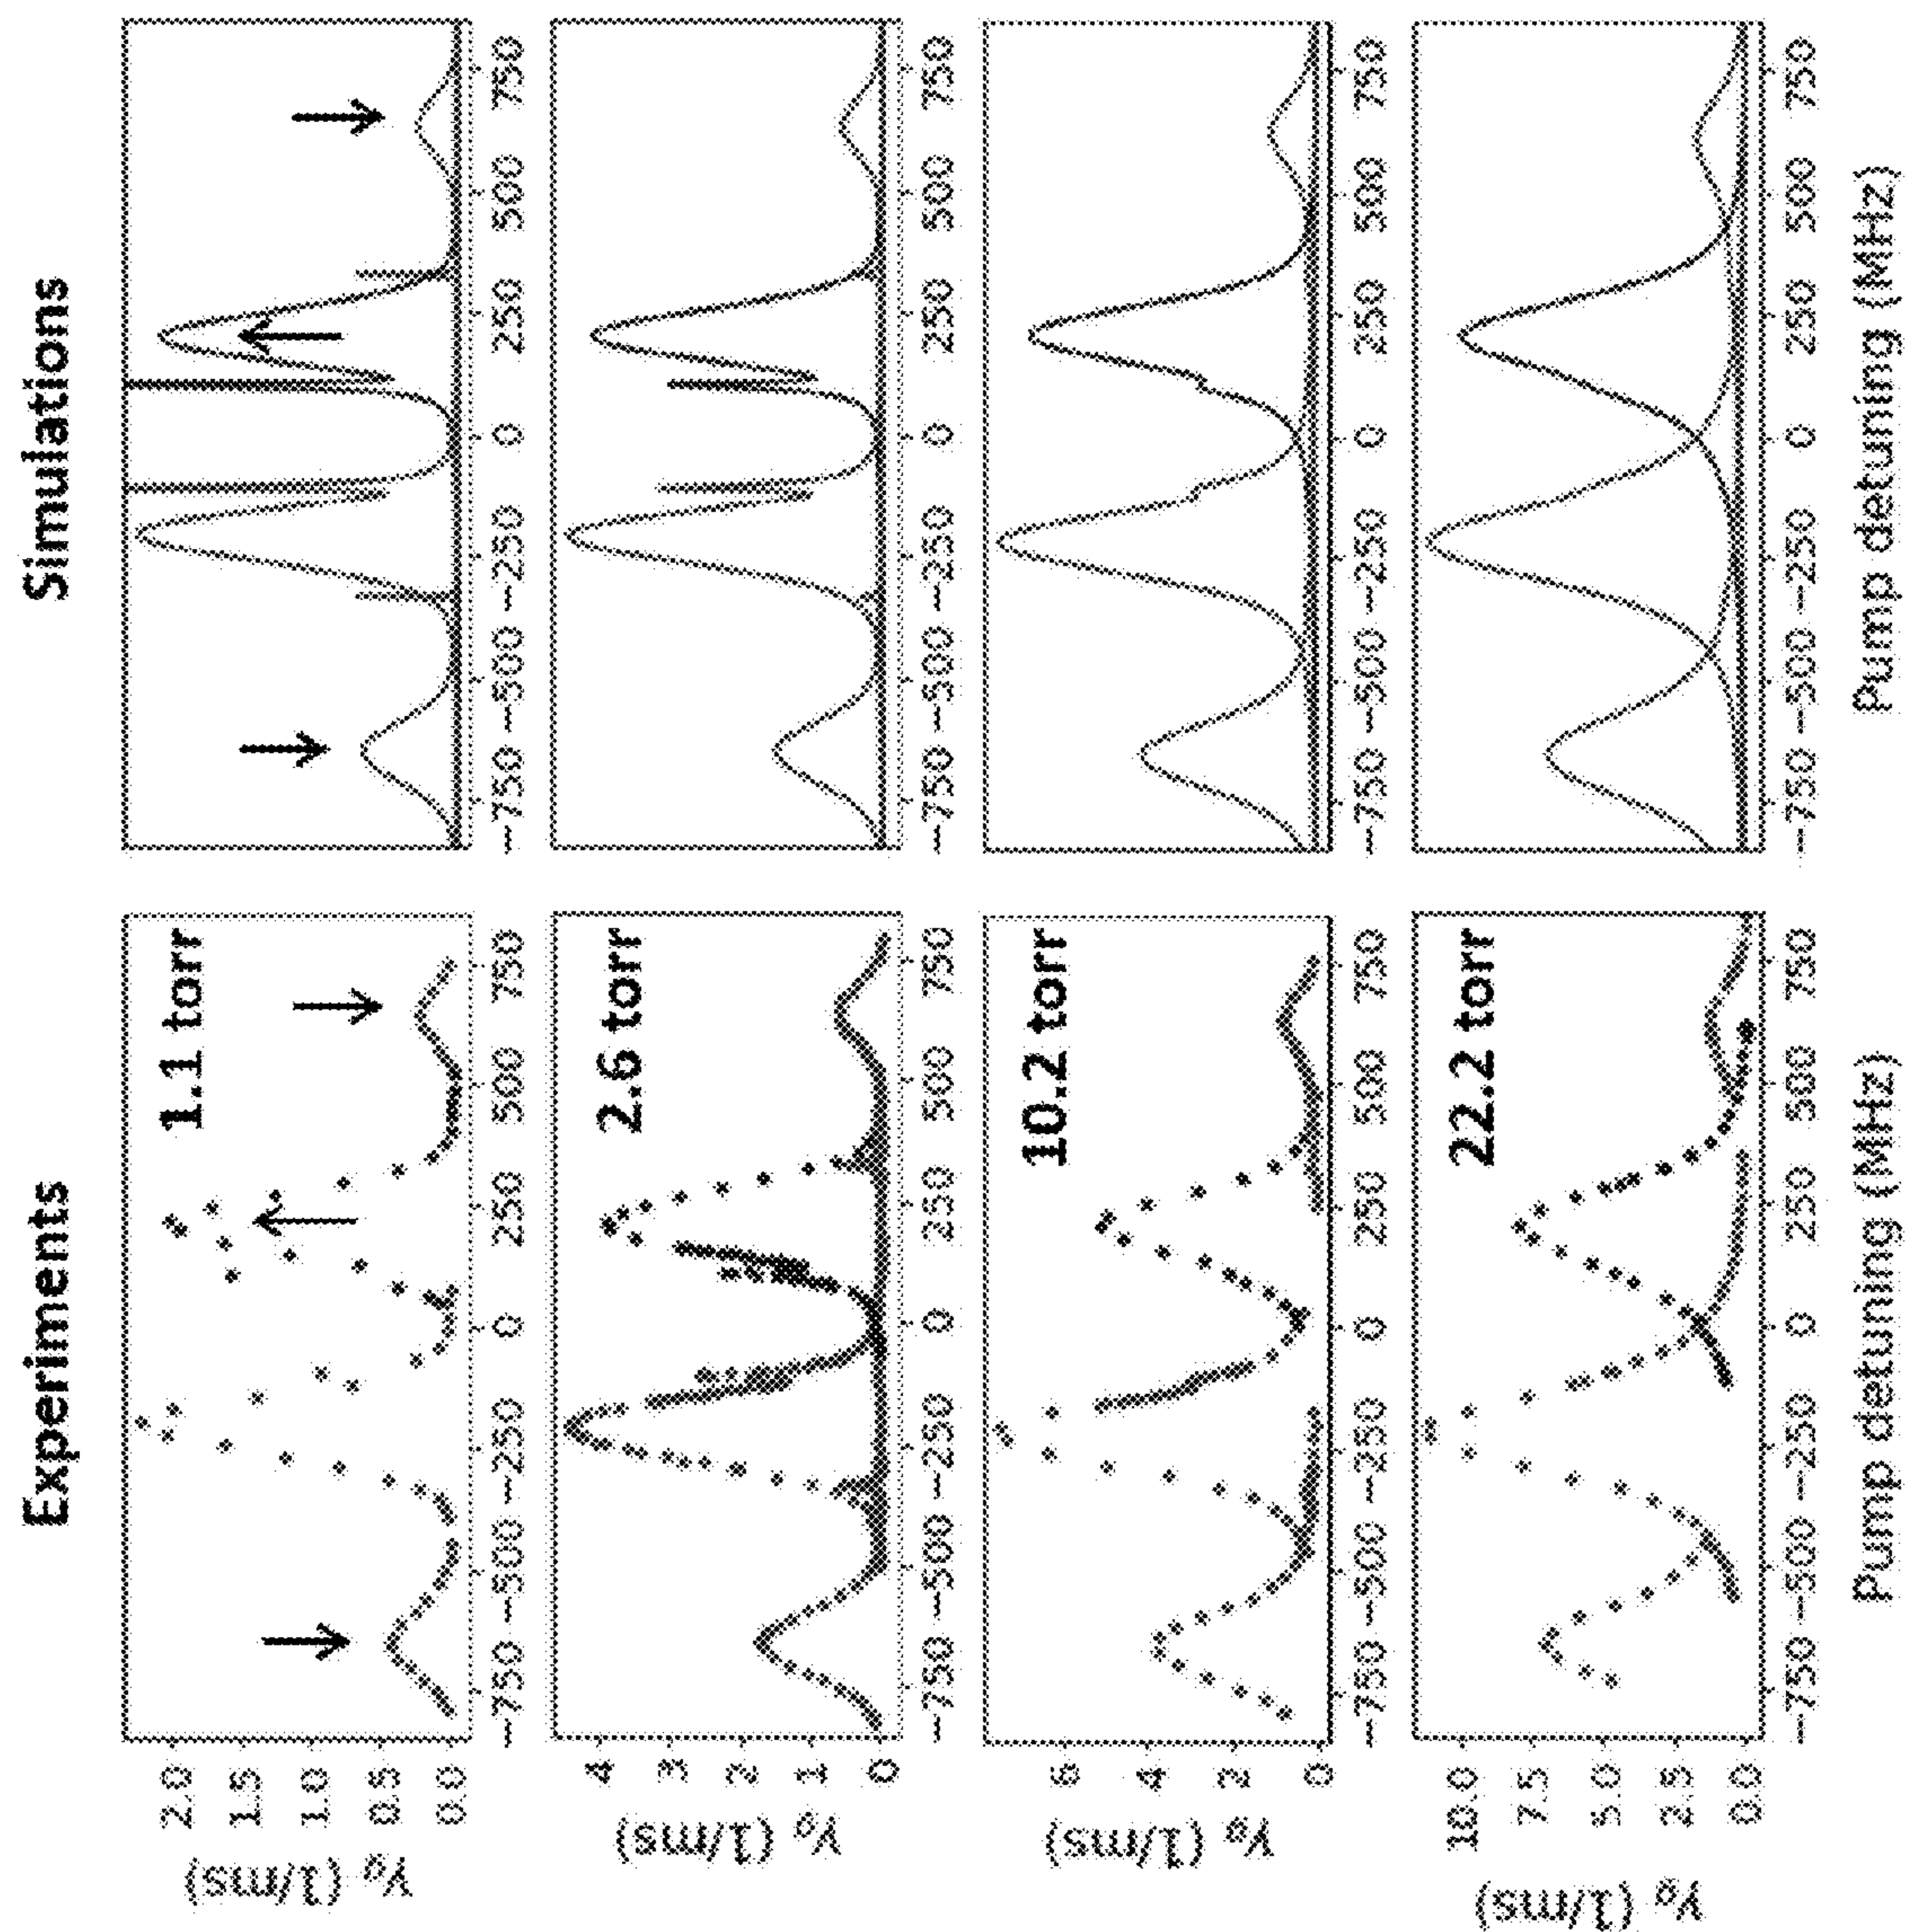 Experiments
Simulations
1.1 torr
γg (1/ms)
2.0
1.5
1.0
0.5
0.0
−750 −500 −250 0 250 500 750
−750 −500 −250 0 250 500 750
2.6 torr
γg (1/ms)
4
3
2
1
0
−750 −500 −250 0 250 500 750
−750 −500 −250 0 250 500 750
10.2 torr
γg (1/ms)
6
4
2
0
−750 −500 −250 0 250 500 750
−750 −500 −250 0 250 500 750
22.2 torr
γg (1/ms)
10.0
7.5
5.0
2.5
0.0
−750 −500 −250 0 250 500 750
−750 −500 −250 0 250 500 750
Pump detuning (MHz)
Pump detuning (MHz)